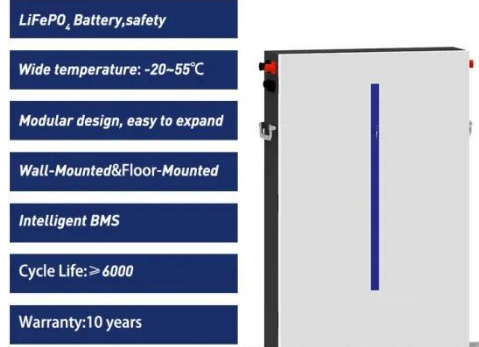 LiFePO₄ Battery,safety
Wide temperature: -20~55℃
Modular design, easy to expand
Wall-Mounted&Floor-Mounted
Intelligent BMS
Cycle Life:≥6000
Warranty:10 years